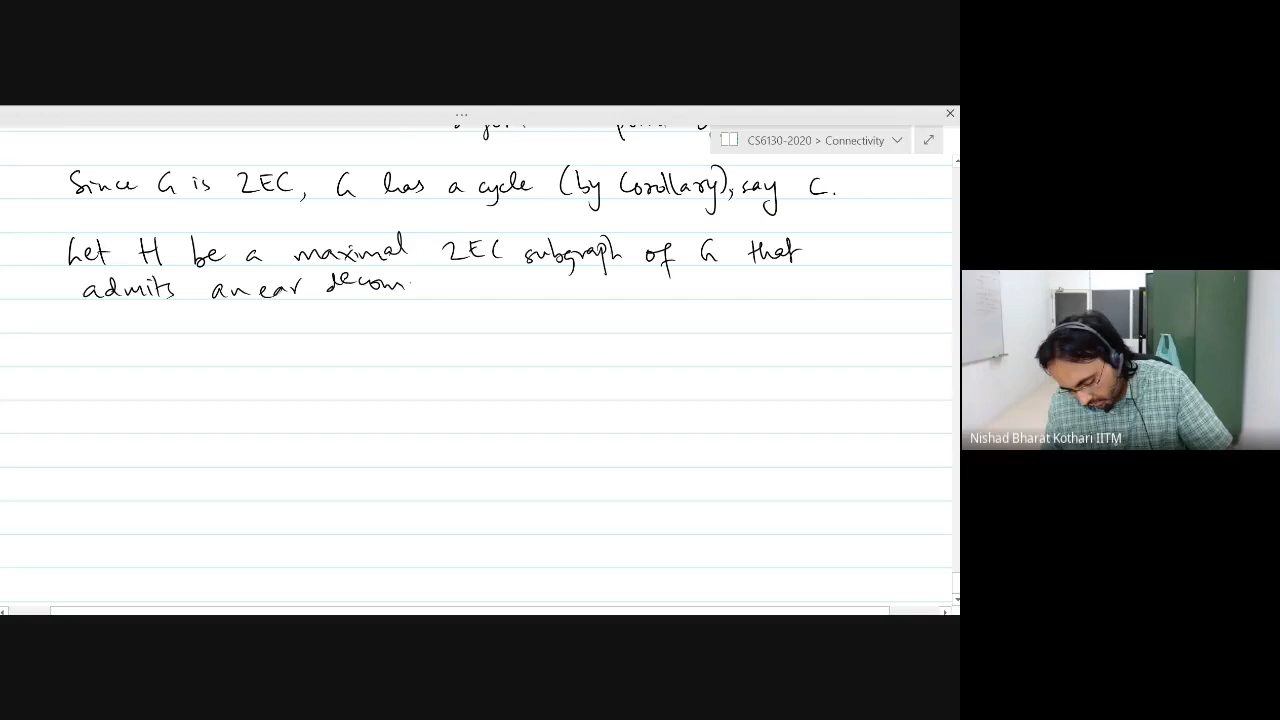 CS6130-2020 > Connectivity
Since G is 2EC, G has a cycle (by Corollary), say C.
Let H be a maximal 2EC subgraph of G that
admits an ear decom
Nishad Bharat Kothari IITM